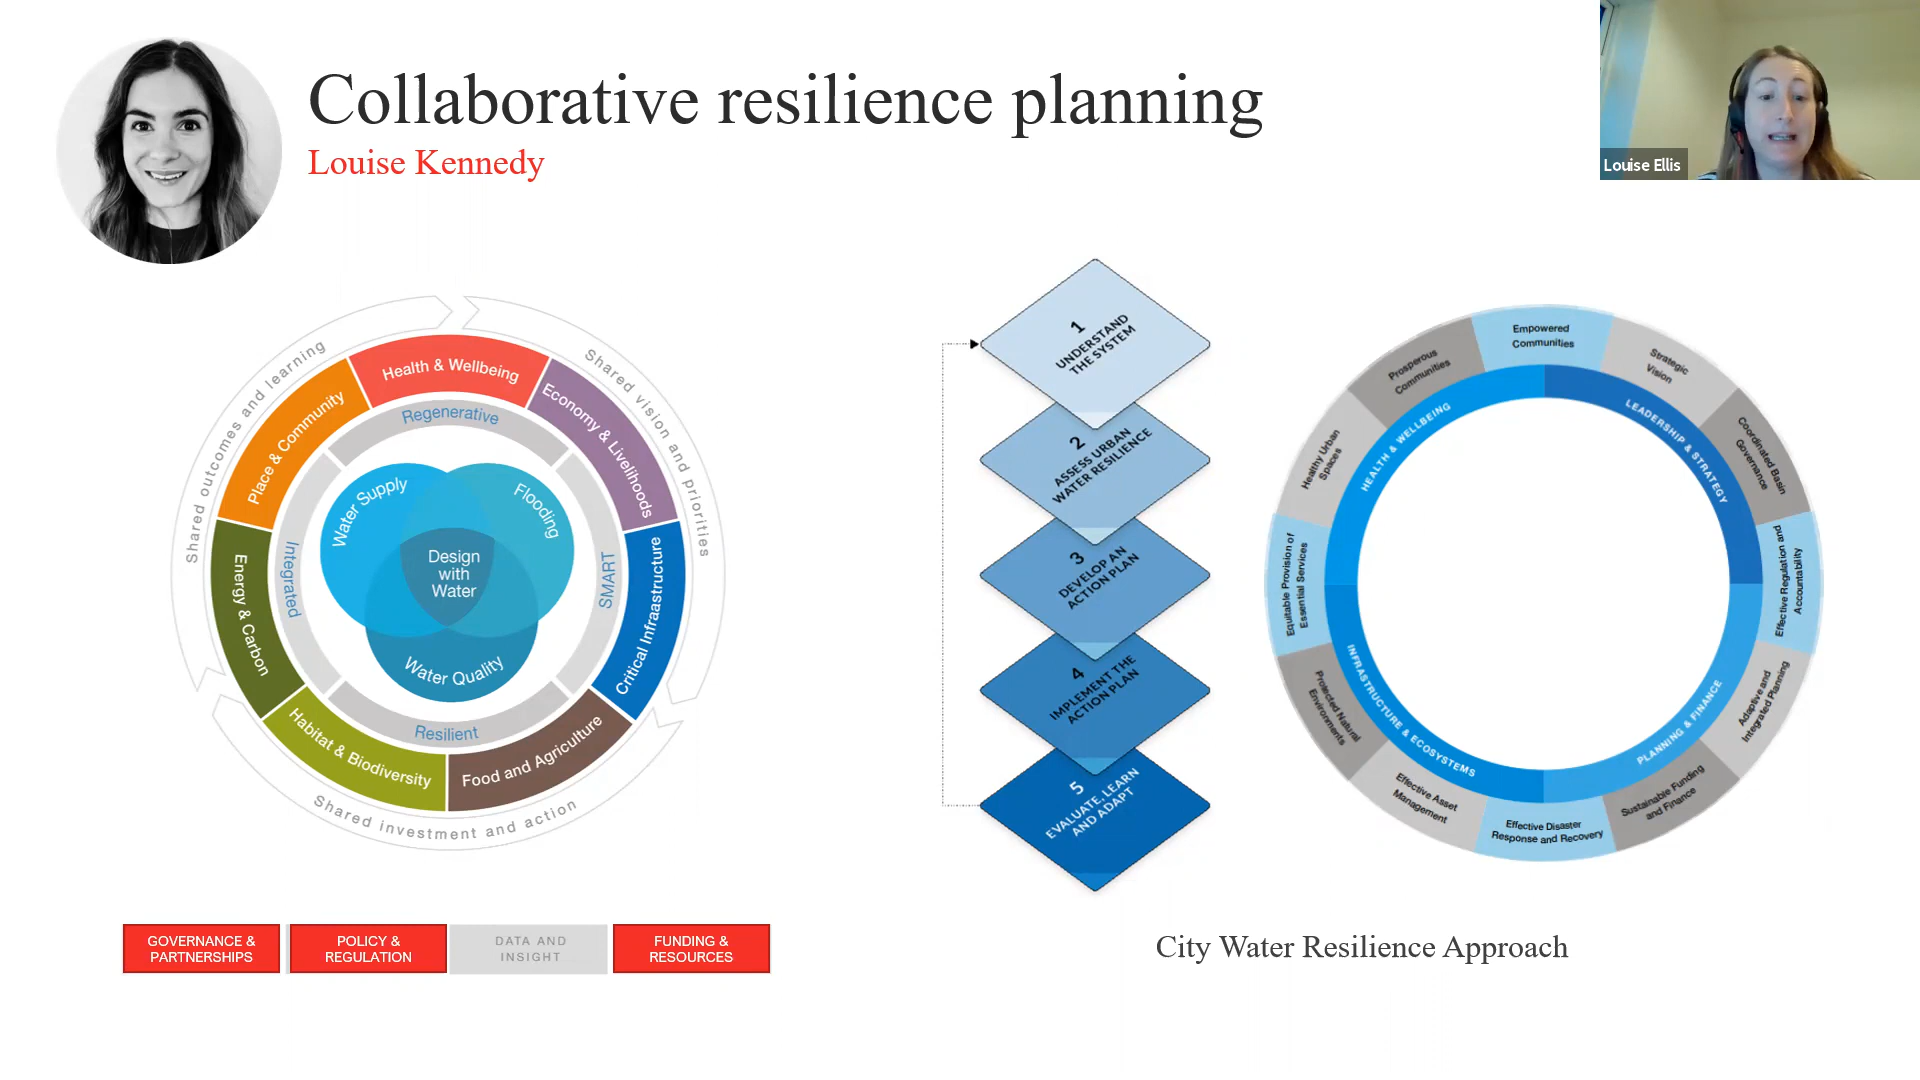 Collaborative resilience planning
Louise Kennedy
Louise Ellis
Shared outcomes and learning
Shared vision and priorities
Shared investment and action
Health & Wellbeing
Economy & Livelihoods
Critical Infraastructure
Food and Agriculture
Habitat & Biodiversity
Energy & Carbon
Place & Community
Regenerative
SMART
Resilient
Integrated
Water Supply
Flooding
Water Quality
Design
with
Water
GOVERNANCE &
PARTNERSHIPS
POLICY &
REGULATION
DATA AND
INSIGHT
FUNDING &
RESOURCES
1
UNDERSTAND
THE SYSTEM
2
ASSESS URBAN
WATER RESILIENCE
3
DEVELOP AN
ACTION PLAN
4
IMPLEMENT THE
ACTION PLAN
5
EVALUATE, LEARN
AND ADAPT
Empowered
Communities
Strategic
Vision
Coordinated Basin
Governance
Effective Regulation and
Accountability
Adaptive and
Integrated Planning
Sustainable Funding
and Finance
Effective Disaster
Response and Recovery
Effective Asset
Management
Protected Natural
Environments
Equitable Provision of
Essential Services
Healthy Urban
Spaces
Prosperous
Communities
LEADERSHIP & STRATEGY
PLANNING & FINANCE
INFRASTRUCTURE & ECOSYSTEMS
HEALTH & WELLBEING
City Water Resilience Approach